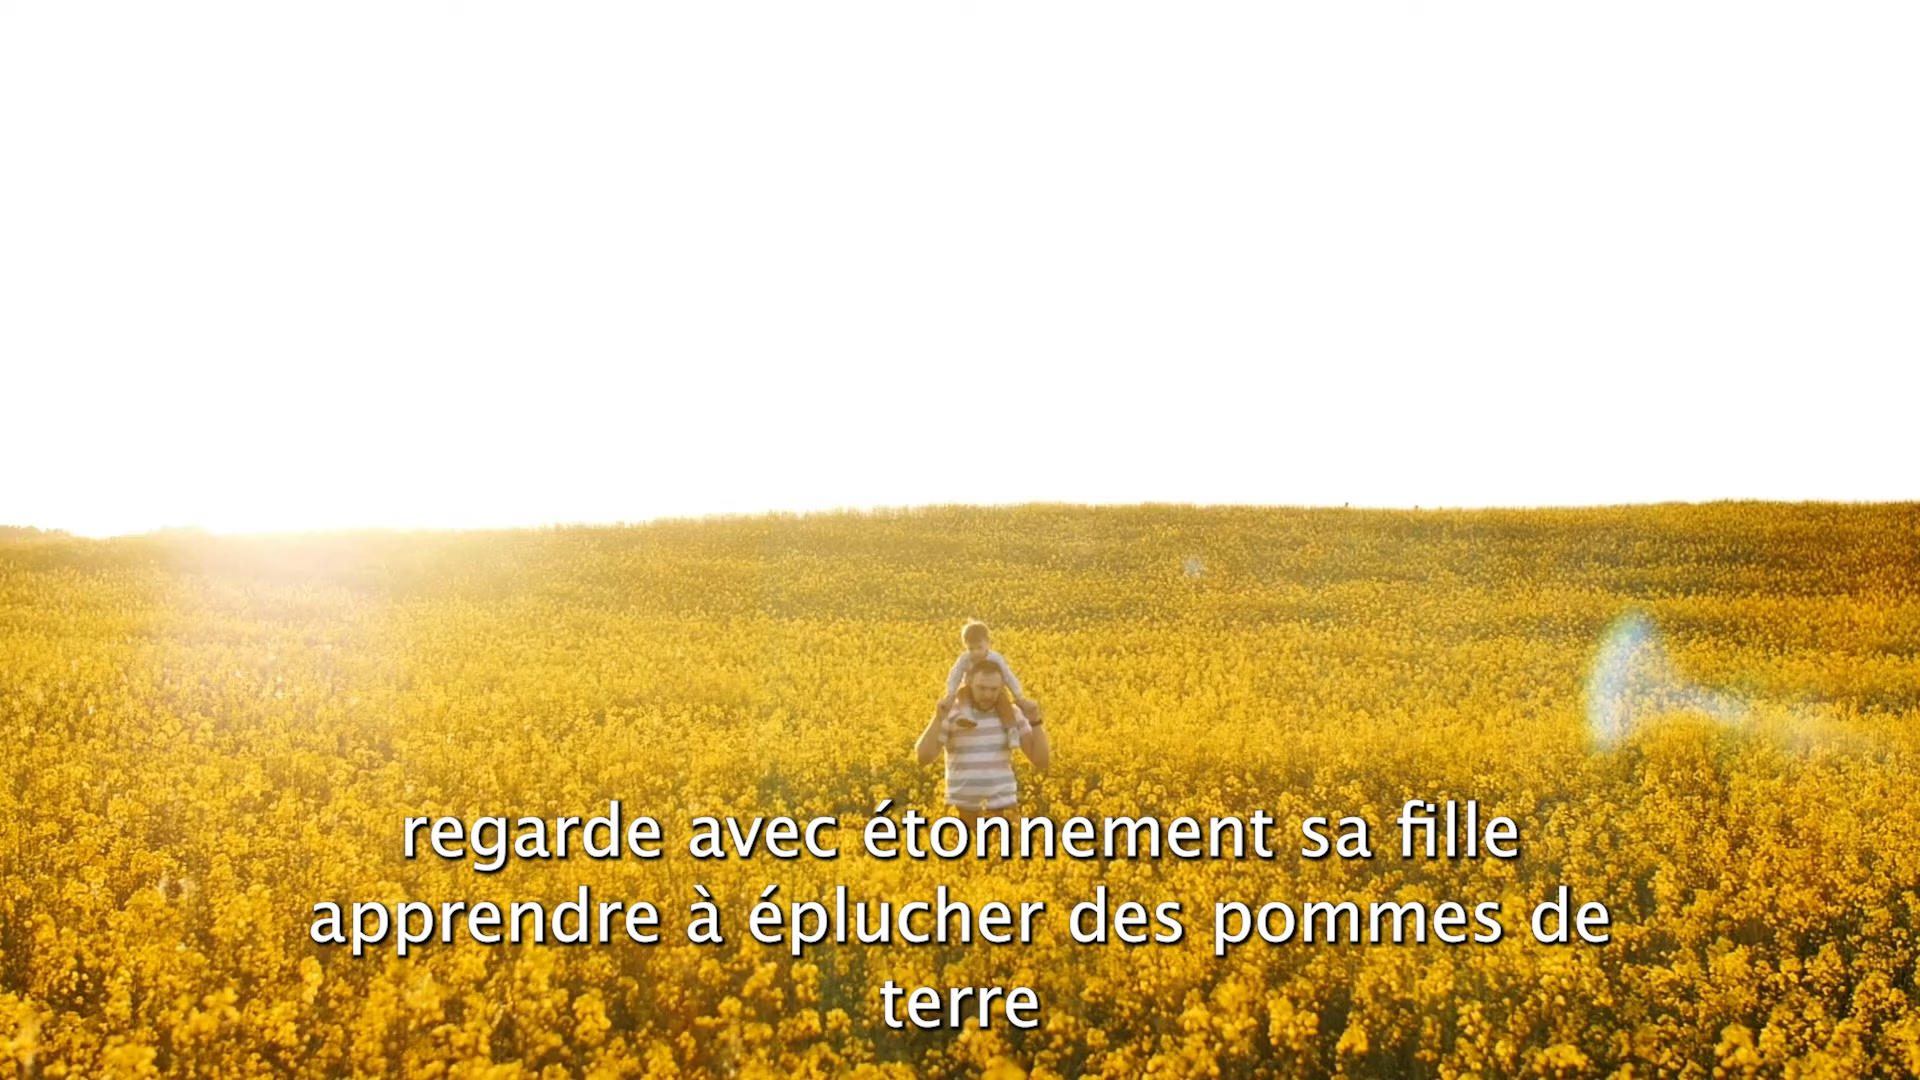 regarde avec étonnement sa fille
apprendre à éplucher des pommes de
terre